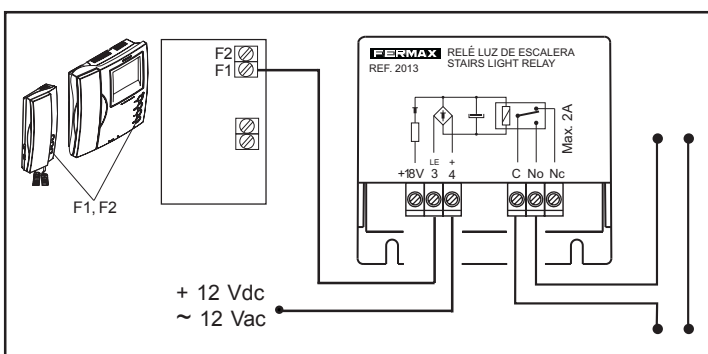 F2
F1
F1, F2
FERMAX RELÉ LUZ DE ESCALERA
REF. 2013 STAIRS LIGHT RELAY
Max. 2A
LE +
+18V 3 4 C No Nc
+ 12 Vdc
~ 12 Vac